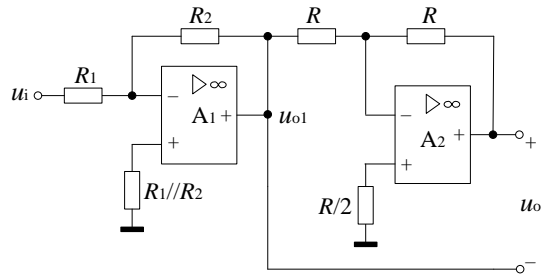 R₂ R R
R₁ ▷∞ ▷∞
uᵢ − A₁ + uₒ₁ − A₂ + +
+ +
R₁//R₂ R/2 uₒ
−